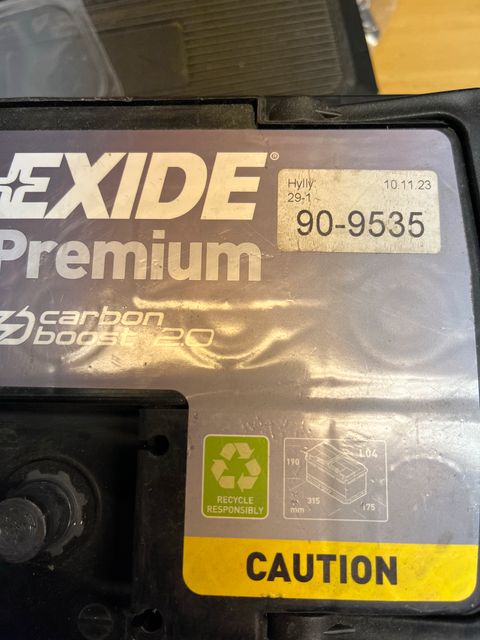 EXIDE®
Premium
carbon
boost 2.0
Hylly: 10.11.23
29-1
90-9535
RECYCLE
RESPONSIBLY
L04
190
315
mm 175
CAUTION